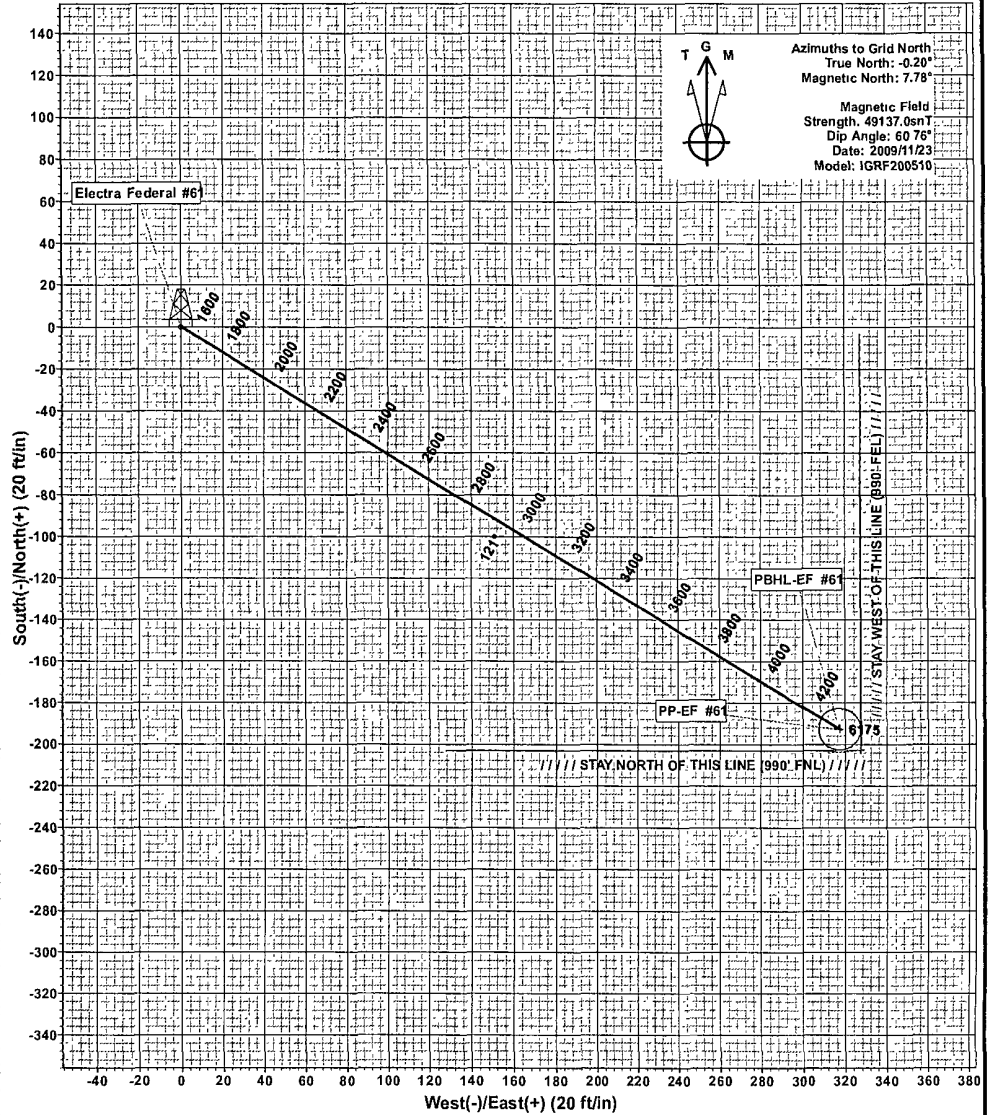 T G M
Azimuths to Grid North
True North: -0.20°
Magnetic North: 7.78°
Magnetic Field
Strength. 49137.0snT
Dip Angle: 60 76°
Date: 2009/11/23
Model: IGRF200510
140
120
100
80
60
40
20
0
-20
-40
-60
-80
-100
-120
-140
-160
-180
-200
-220
-240
-260
-280
-300
-320
-340
South(-)/North(+) (20 ft/in)
Electra Federal #61
1600
1800
2000
2200
2400
2600
2800
3000
121°
3200
3400
3600
3800
4000
4200
6175
PBHL-EF #61
PP-EF #61
////// STAY WEST OF THIS LINE (990' FEL) //////
///// STAY NORTH OF THIS LINE (990' FNL) //////
-40 -20 0 20 40 60 80 100 120 140 160 180 200 220 240 260 280 300 320 340 360 380
West(-)/East(+) (20 ft/in)